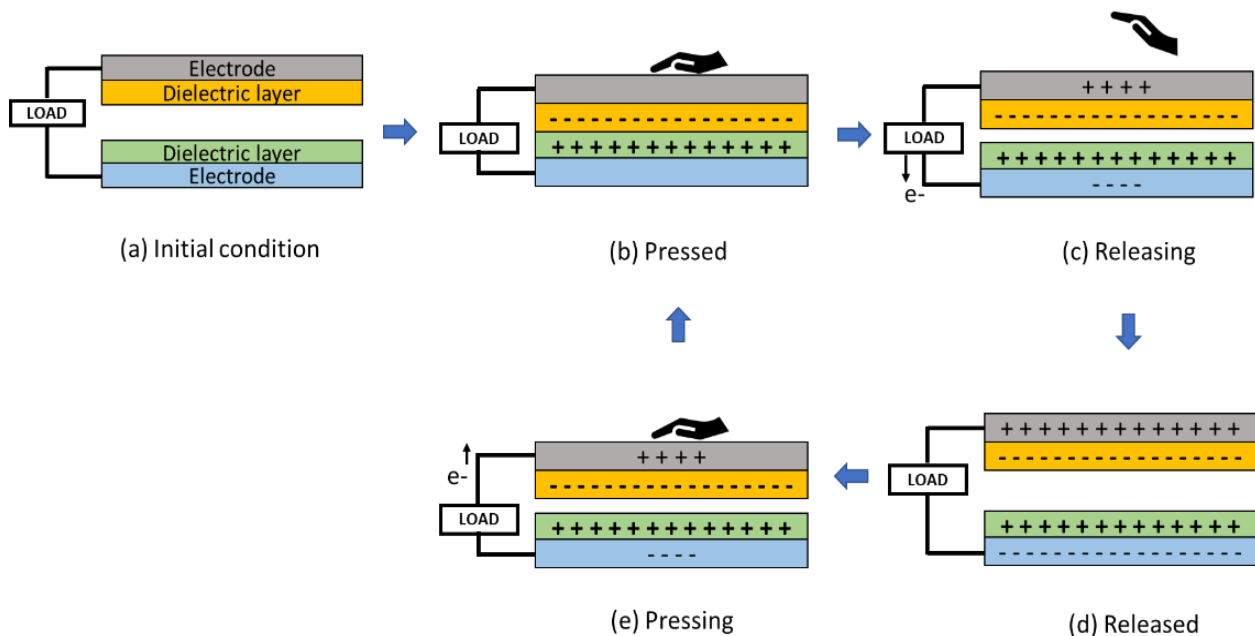 Electrode
Dielectric layer
LOAD
Dielectric layer
Electrode
(a) Initial condition
- - - - - - - - - - - - - - - - -
LOAD
+ + + + + + + + + + + + +
(b) Pressed
+ + + +
- - - - - - - - - - - - - - - - -
LOAD
+ + + + + + + + + + + + +
- - - -
e-
(c) Releasing
+ + + +
e-
- - - - - - - - - - - - - - - - -
LOAD
+ + + + + + + + + + + + +
- - - -
(e) Pressing
+ + + + + + + + + + + + +
- - - - - - - - - - - - - - - - -
LOAD
+ + + + + + + + + + + + +
- - - - - - - - - - - - - - - - -
(d) Released